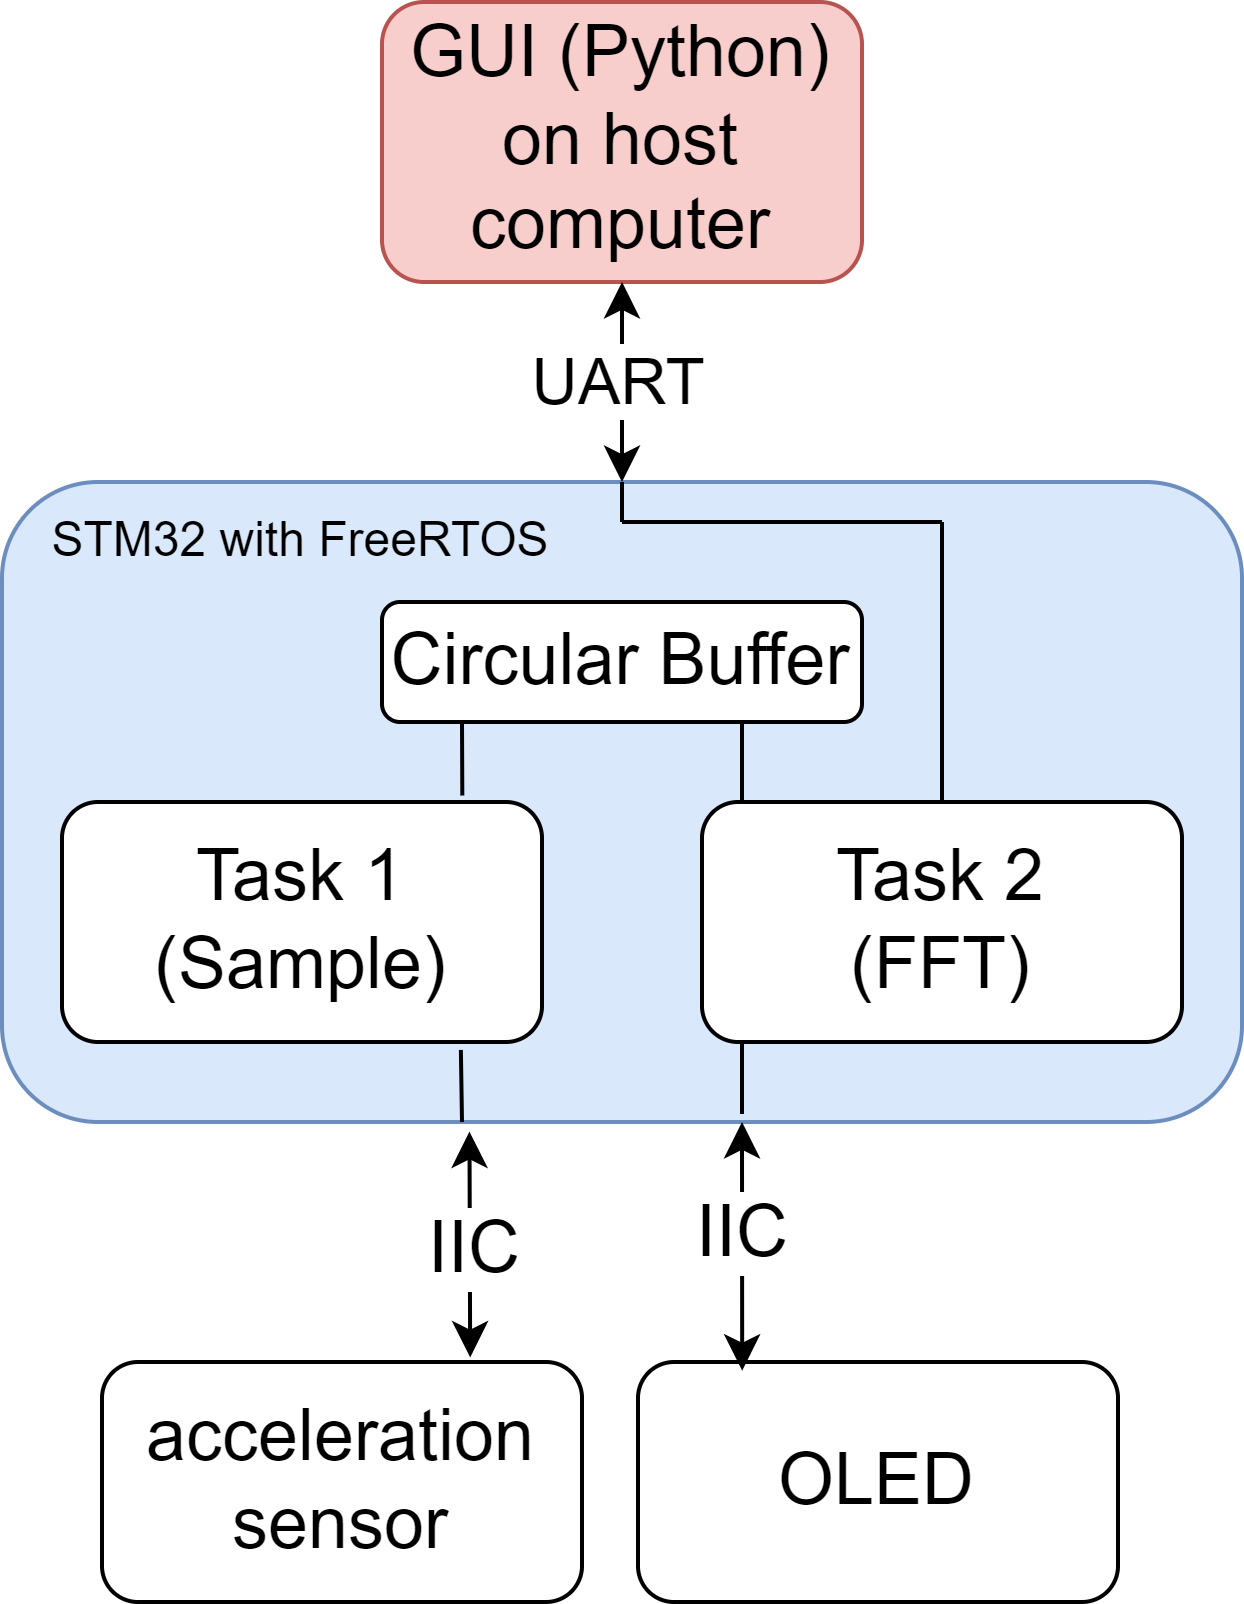 GUI (Python)
on host
computer
UART
STM32 with FreeRTOS
Circular Buffer
Task 1
(Sample)
Task 2
(FFT)
IIC
IIC
acceleration
sensor
OLED